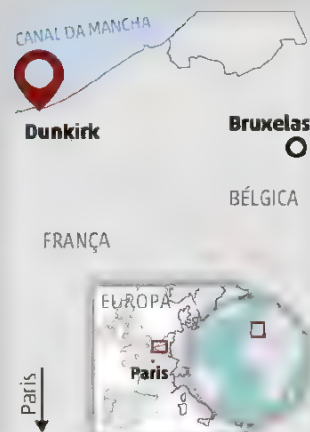 CANAL DA MANCHA
Dunkirk
Bruxelas
BÉLGICA
FRANÇA
EUROPA
Paris
Paris